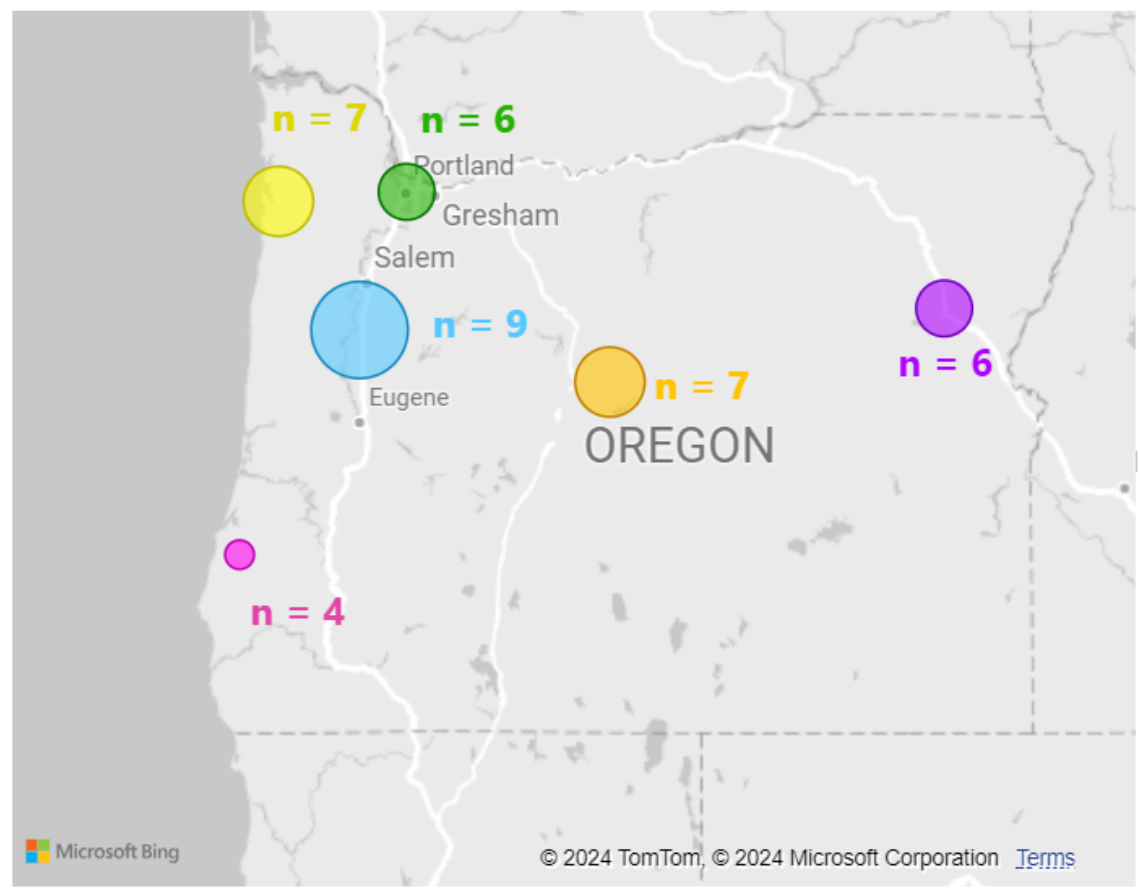 n = 7
n = 6
Portland
Gresham
Salem
n = 9
n = 6
Eugene
n = 7
OREGON
n = 4
Microsoft Bing
© 2024 TomTom, © 2024 Microsoft Corporation Terms